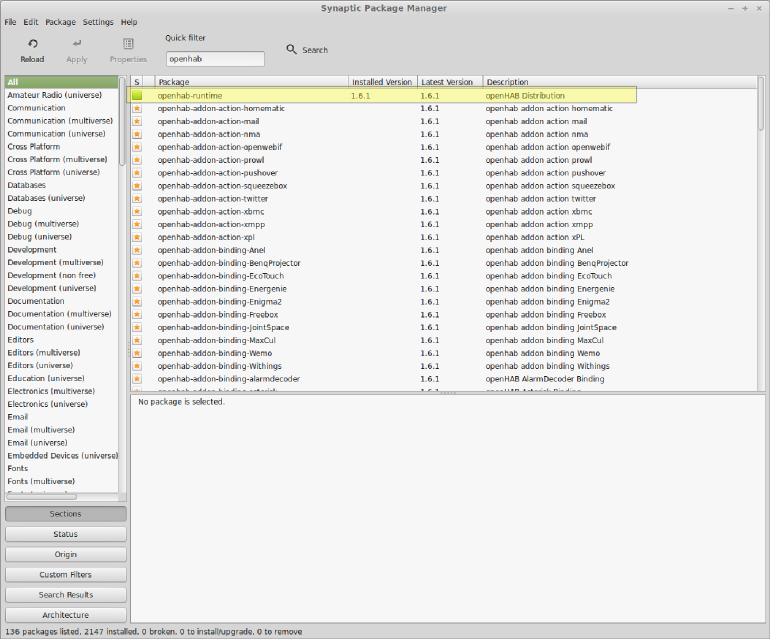 Synaptic Package Manager
File Edit Package Settings Help
Quick filter
Reload Apply Properties openhab Search
S Package Installed Version Latest Version Description
All
Amateur Radio (universe)
Communication
Communication (multiverse)
Communication (universe)
Cross Platform
Cross Platform (multiverse)
Cross Platform (universe)
Databases
Databases (universe)
Debug
Debug (multiverse)
Debug (universe)
Development
Development (multiverse)
Development (non free)
Development (universe)
Documentation
Documentation (multiverse)
Documentation (universe)
Editors
Editors (multiverse)
Editors (universe)
Education (universe)
Electronics (multiverse)
Electronics (universe)
Email
Email (multiverse)
Email (universe)
Embedded Devices (universe)
Fonts
Fonts (multiverse)
openhab-runtime 1.6.1 1.6.1 openHAB Distribution
openhab-addon-action-homematic 1.6.1 openhab addon action homematic
openhab-addon-action-mail 1.6.1 openhab addon action mail
openhab-addon-action-nma 1.6.1 openhab addon action nma
openhab-addon-action-openwebif 1.6.1 openhab addon action openwebif
openhab-addon-action-prowl 1.6.1 openhab addon action prowl
openhab-addon-action-pushover 1.6.1 openhab addon action pushover
openhab-addon-action-squeezebox 1.6.1 openhab addon action squeezebox
openhab-addon-action-twitter 1.6.1 openhab addon action twitter
openhab-addon-action-xbmc 1.6.1 openhab addon action xbmc
openhab-addon-action-xmpp 1.6.1 openhab addon action xmpp
openhab-addon-action-xpl 1.6.1 openhab addon action xPL
openhab-addon-binding-Anel 1.6.1 openhab addon binding Anel
openhab-addon-binding-BenqProjector 1.6.1 openhab addon binding BenqProjector
openhab-addon-binding-EcoTouch 1.6.1 openhab addon binding EcoTouch
openhab-addon-binding-Energenie 1.6.1 openhab addon binding Energenie
openhab-addon-binding-Enigma2 1.6.1 openhab addon binding Enigma2
openhab-addon-binding-Freebox 1.6.1 openhab addon binding Freebox
openhab-addon-binding-JointSpace 1.6.1 openhab addon binding JointSpace
openhab-addon-binding-MaxCul 1.6.1 openhab addon binding MaxCul
openhab-addon-binding-Wemo 1.6.1 openhab addon binding Wemo
openhab-addon-binding-Withings 1.6.1 openhab addon binding Withings
openhab-addon-binding-alarmdecoder 1.6.1 openHAB AlarmDecoder Binding
No package is selected.
Sections
Status
Origin
Custom Filters
Search Results
Architecture
136 packages listed, 2147 installed, 0 broken. 0 to install/upgrade, 0 to remove